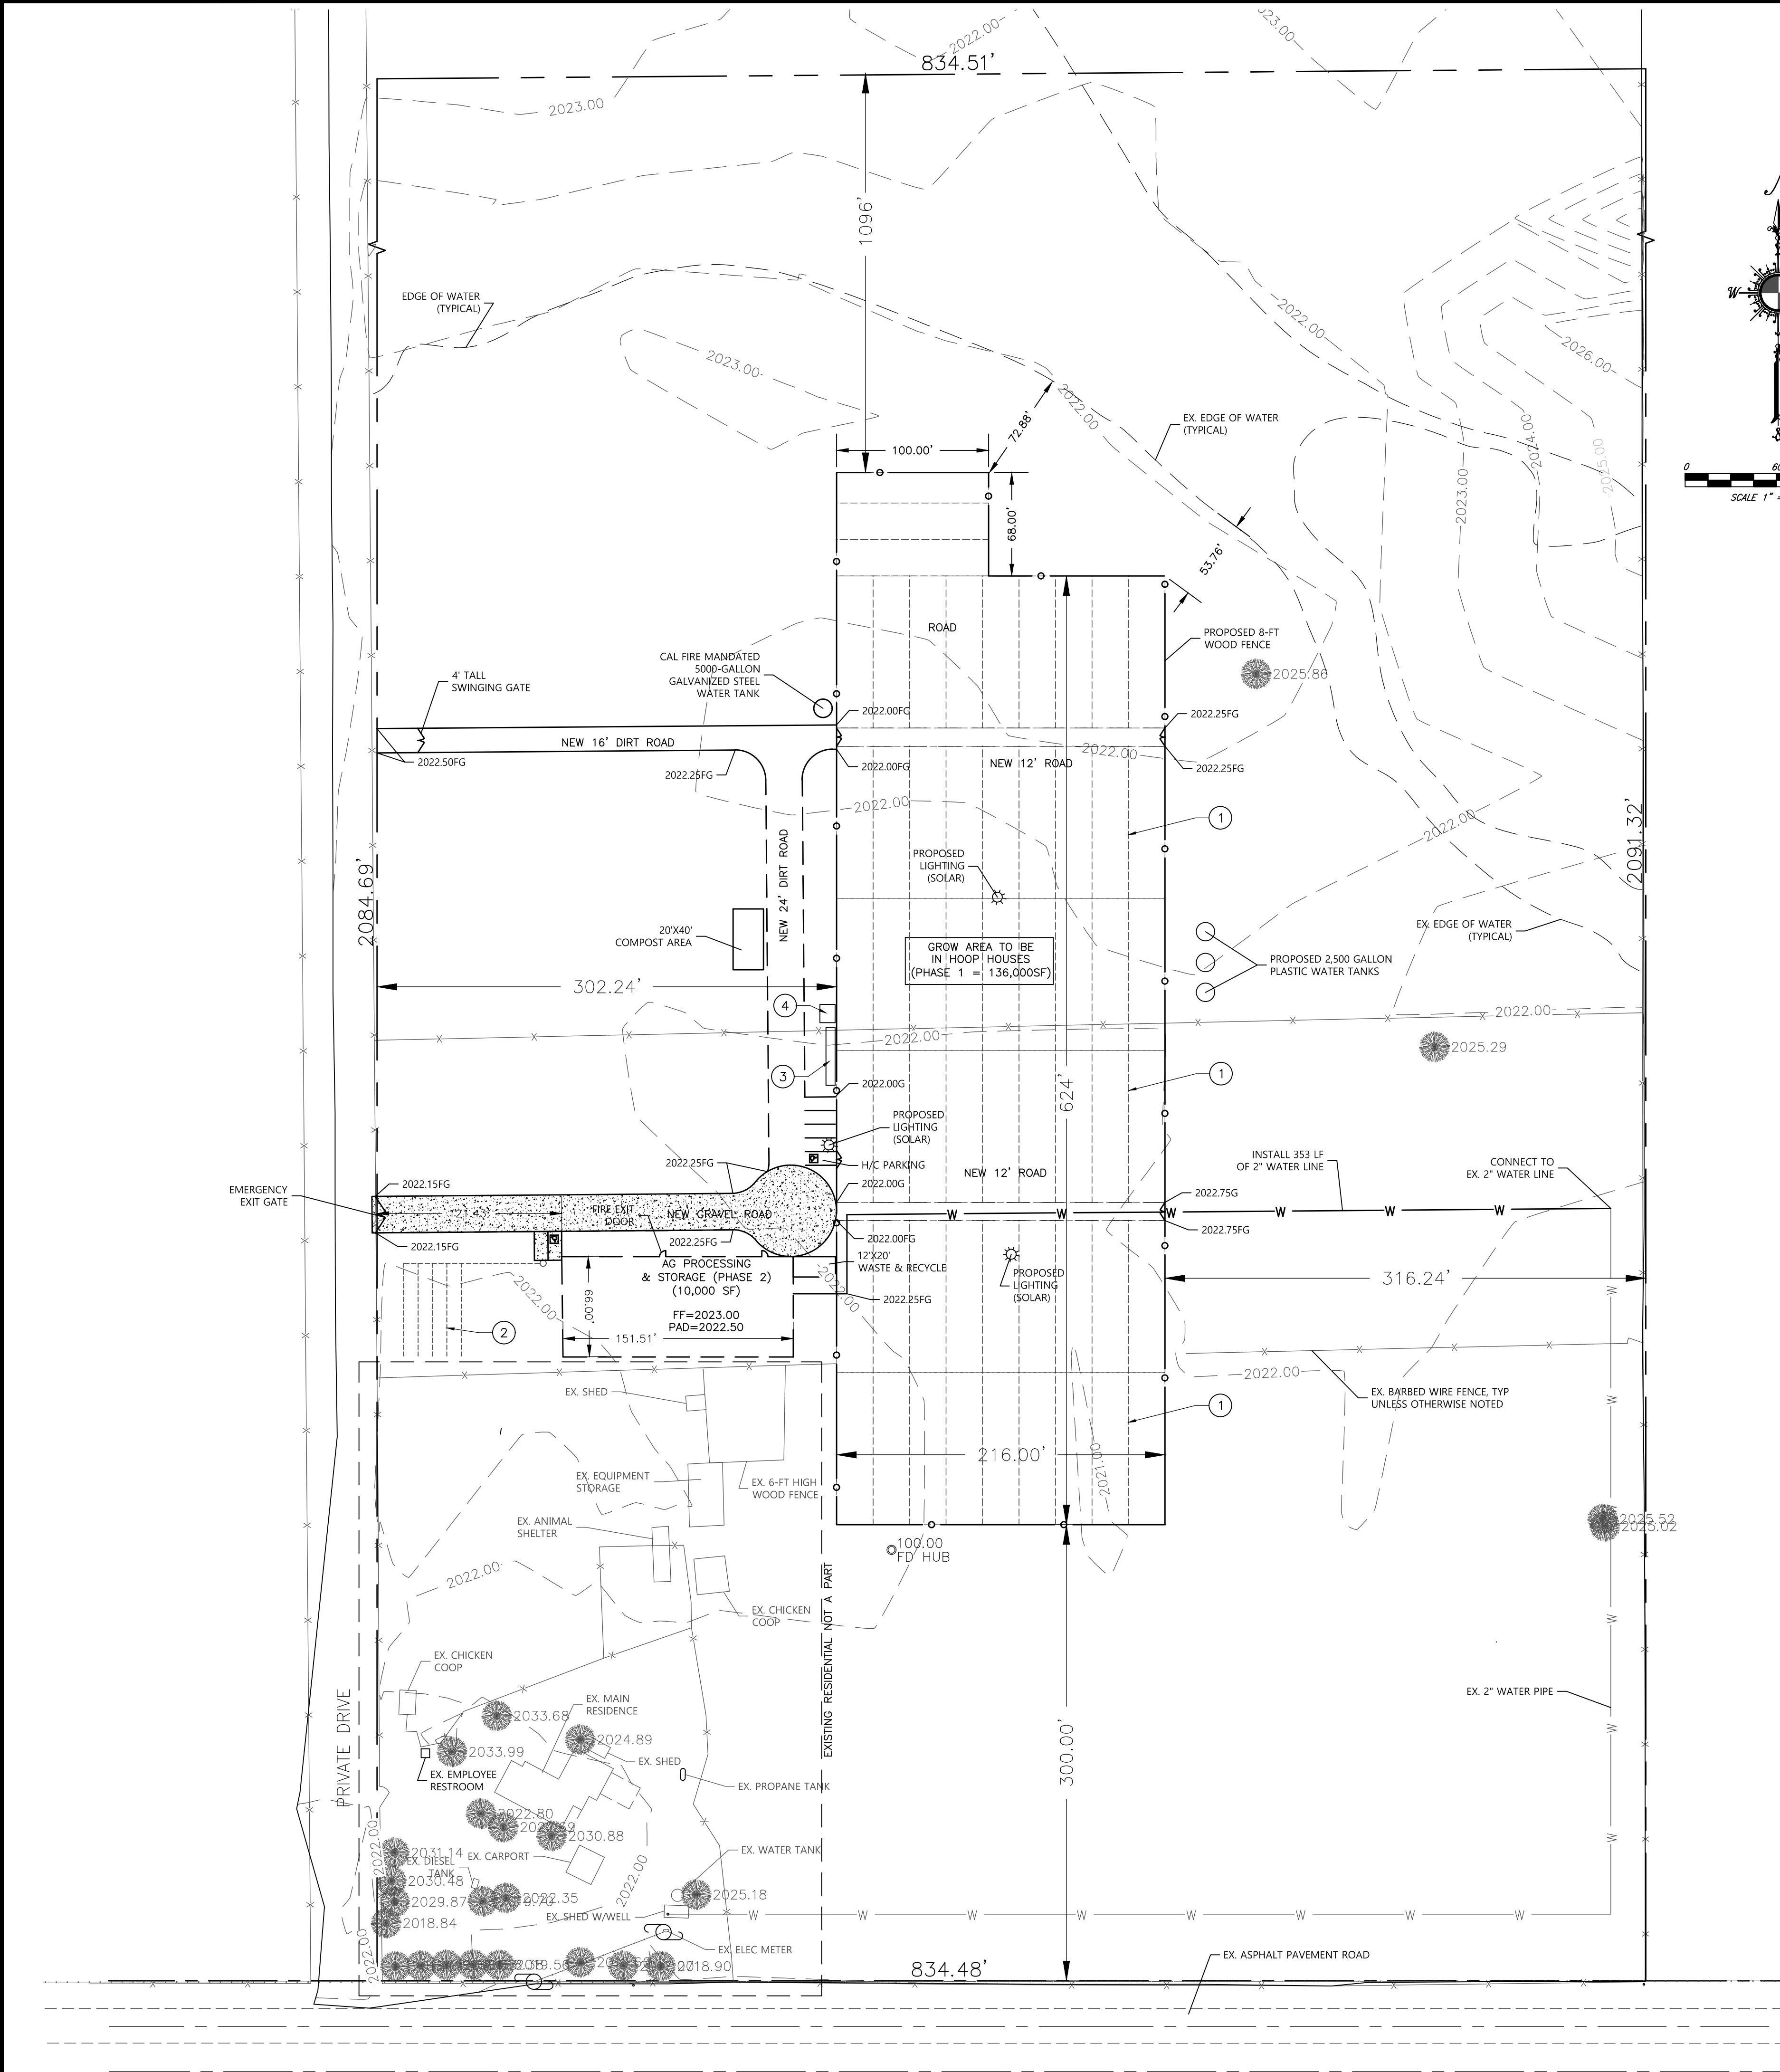 834.51'
2022.00
2023.00
2023.00
1096'
W
EDGE OF WATER
(TYPICAL)
2023.00
2022.00
2026.00
2022.00
72.88'
EX. EDGE OF WATER
(TYPICAL)
100.00'
2024.00
2025.00
2023.00
0
60
SCALE 1" =
68.00'
53.76'
ROAD
PROPOSED 8-FT
WOOD FENCE
2025.86
CAL FIRE MANDATED
5000-GALLON
GALVANIZED STEEL
WATER TANK
4' TALL
SWINGING GATE
2022.00FG
2022.25FG
NEW 16' DIRT ROAD
2022.50FG
2022.25FG
2022.00FG
2022.00
NEW 12' ROAD
2022.25FG
2022.00
2022.00
1
2091.32'
2084.69'
NEW 24' DIRT ROAD
PROPOSED
LIGHTING
(SOLAR)
20'X40'
COMPOST AREA
GROW AREA TO BE
IN HOOP HOUSES
(PHASE 1 = 136,000SF)
EX. EDGE OF WATER
(TYPICAL)
PROPOSED 2,500 GALLON
PLASTIC WATER TANKS
302.24'
4
2022.00
2022.00
2025.29
3
2022.00G
1
624'
PROPOSED
LIGHTING
(SOLAR)
2022.25FG
H/C PARKING
NEW 12' ROAD
INSTALL 353 LF
OF 2" WATER LINE
CONNECT TO
EX. 2" WATER LINE
EMERGENCY
EXIT GATE
2022.15FG
2022.00G
2022.75G
121.43'
FIRE EXIT
DOOR
NEW GRAVEL ROAD
W W W W W W
2022.15FG
2022.25FG
2022.00FG
2022.75FG
12'X20'
WASTE & RECYCLE
AG PROCESSING
& STORAGE (PHASE 2)
(10,000 SF)
FF=2023.00
PAD=2022.50
2022.00
2022.00
2022.25FG
PROPOSED
LIGHTING
(SOLAR)
316.24'
66.00'
151.51'
2
2022.00
EX. BARBED WIRE FENCE, TYP
UNLESS OTHERWISE NOTED
EX. SHED
1
216.00'
2021.00
EX. EQUIPMENT
STORAGE
EX. 6-FT HIGH
WOOD FENCE
EX. ANIMAL
SHELTER
2025.52
2025.02
100.00
FD HUB
2022.00
EX. CHICKEN
COOP
EXISTING RESIDENTIAL NOT A PART
EX. CHICKEN
COOP
EX. MAIN
RESIDENCE
EX. 2" WATER PIPE
2033.68
2024.89
2033.99
EX. SHED
EX. EMPLOYEE
RESTROOM
EX. PROPANE TANK
PRIVATE DRIVE
300.00'
2022.80
2030.88
2022.00
2031.14
EX. DIESEL
TANK
EX. CARPORT
EX. WATER TANK
2030.48
2022.00
2029.87
2022.35
2025.18
2018.84
EX. SHED W/WELL
W W W W W W W W
EX. ELEC METER
2022.00
2018.90
EX. ASPHALT PAVEMENT ROAD
834.48'